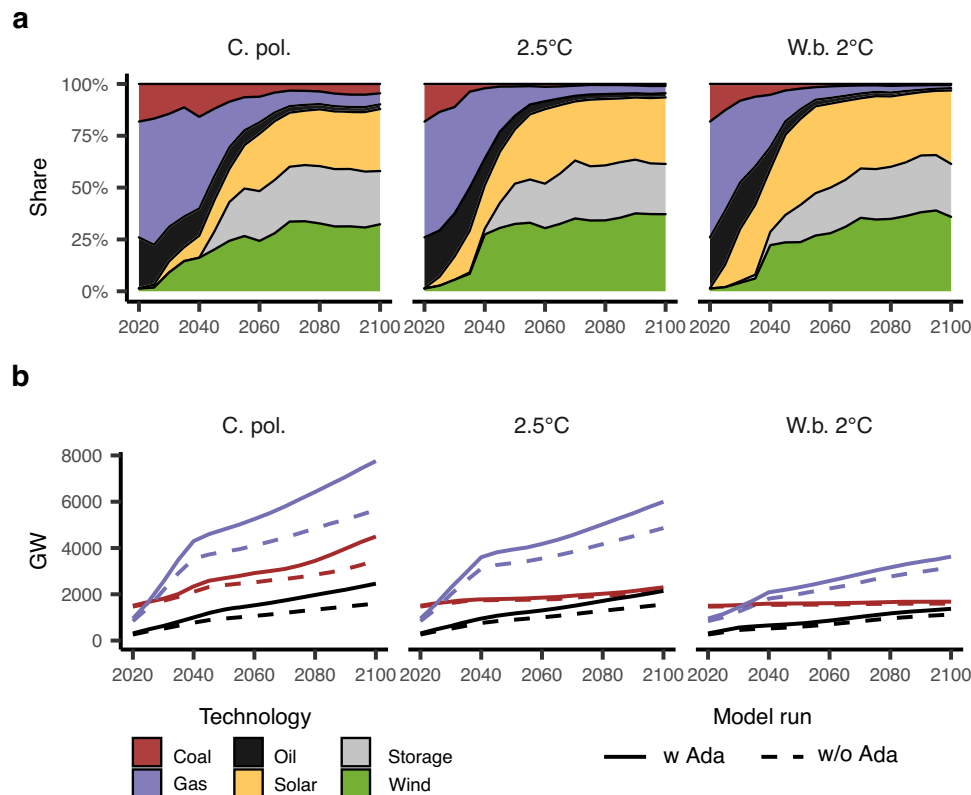 a
C. pol.
2.5°C
W.b. 2°C
Share
100%
75%
50%
25%
0%
2020 2040 2060 2080 2100
2020 2040 2060 2080 2100
2020 2040 2060 2080 2100
b
C. pol.
2.5°C
W.b. 2°C
GW
8000
6000
4000
2000
0
2020 2040 2060 2080 2100
2020 2040 2060 2080 2100
2020 2040 2060 2080 2100
Technology
Coal Oil Storage
Gas Solar Wind
Model run
w Ada w/o Ada